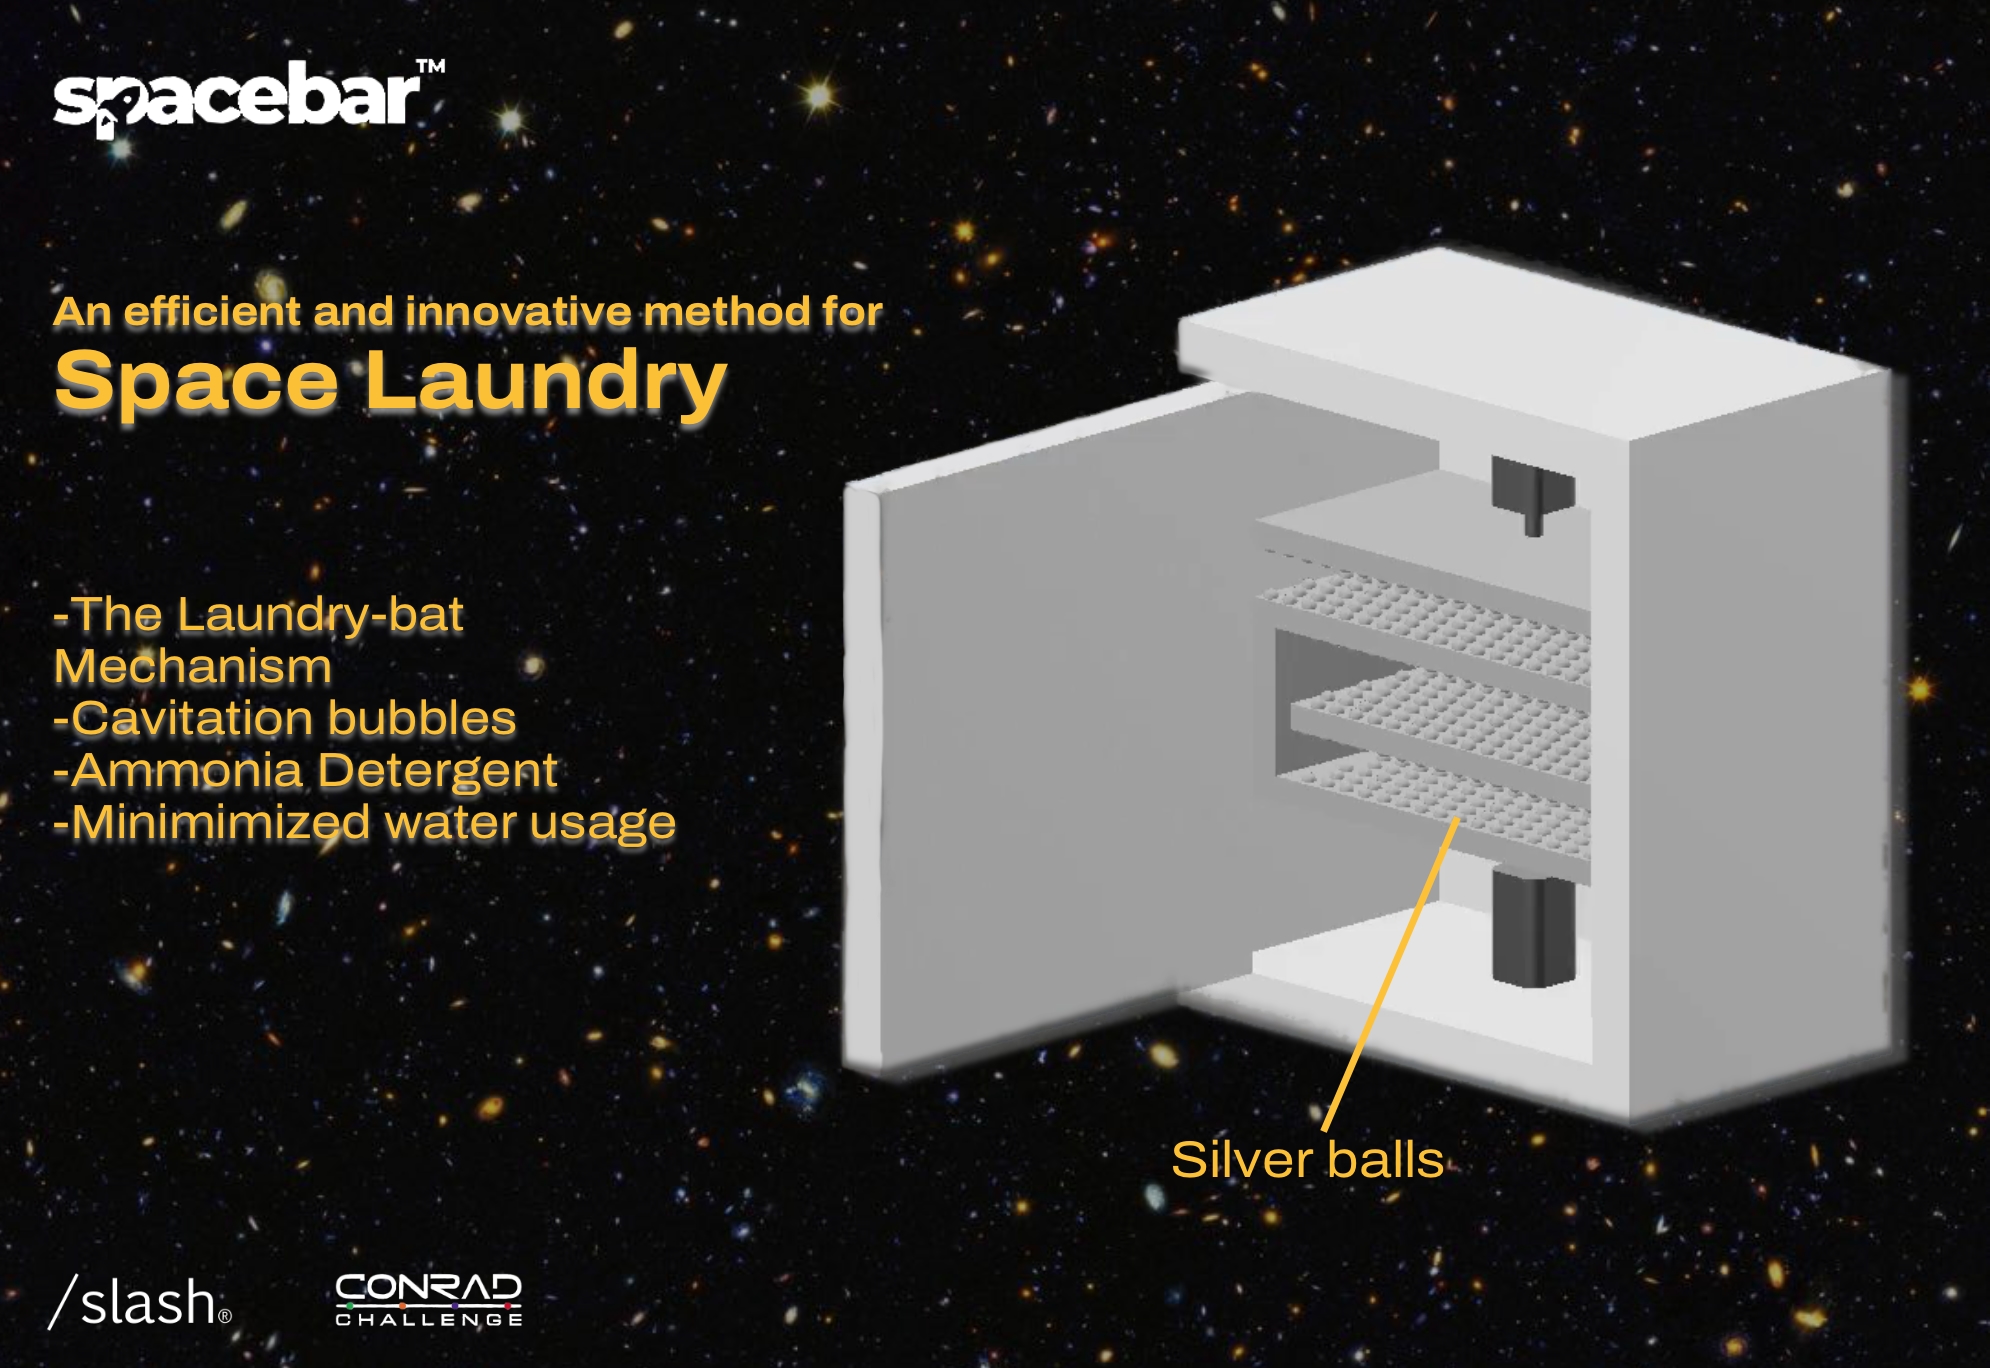 spacebar™
An efficient and innovative method for
Space Laundry
-The Laundry-bat
Mechanism
-Cavitation bubbles
-Ammonia Detergent
-Minimimized water usage
Silver balls
/slash®
CONRAD
CHALLENGE